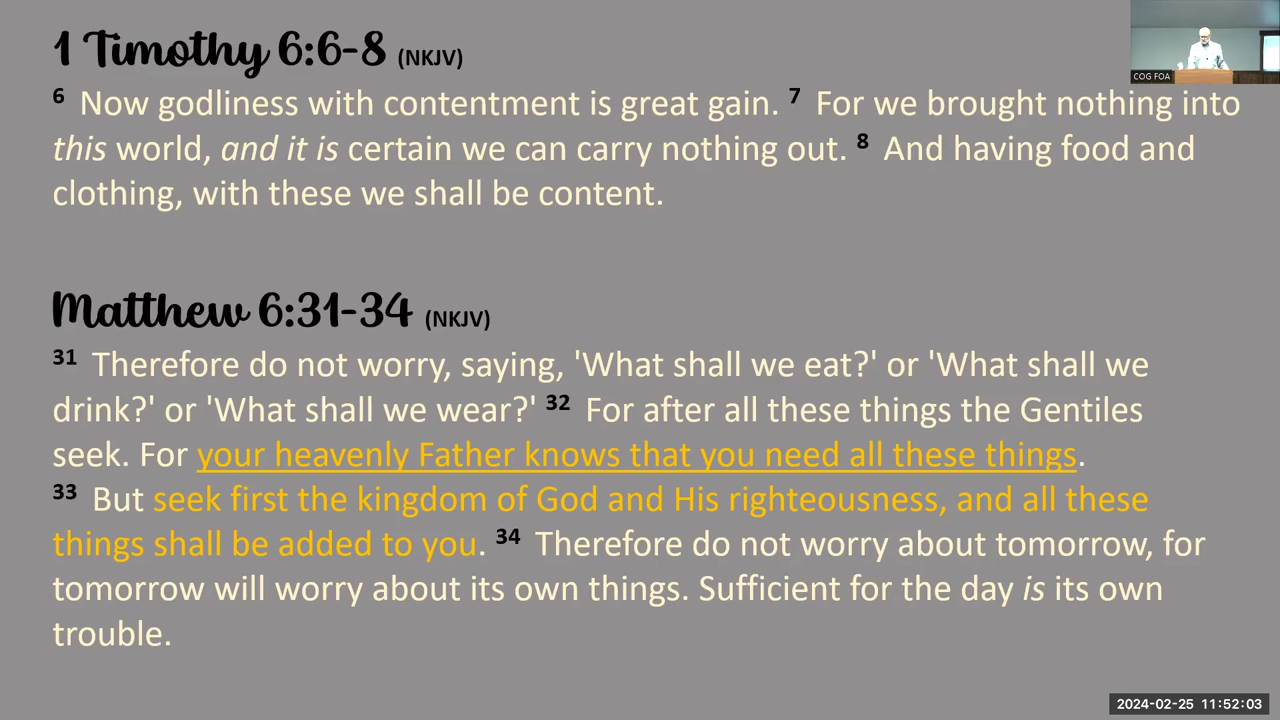 1 Timothy 6:6-8 (NKJV)
COG FOA
6 Now godliness with contentment is great gain. 7 For we brought nothing into
this world, and it is certain we can carry nothing out. 8 And having food and
clothing, with these we shall be content.
Matthew 6:31-34 (NKJV)
31 Therefore do not worry, saying, 'What shall we eat?' or 'What shall we
drink?' or 'What shall we wear?' 32 For after all these things the Gentiles
seek. For your heavenly Father knows that you need all these things.
33 But seek first the kingdom of God and His righteousness, and all these
things shall be added to you. 34 Therefore do not worry about tomorrow, for
tomorrow will worry about its own things. Sufficient for the day is its own
trouble.
2024-02-25 11:52:03